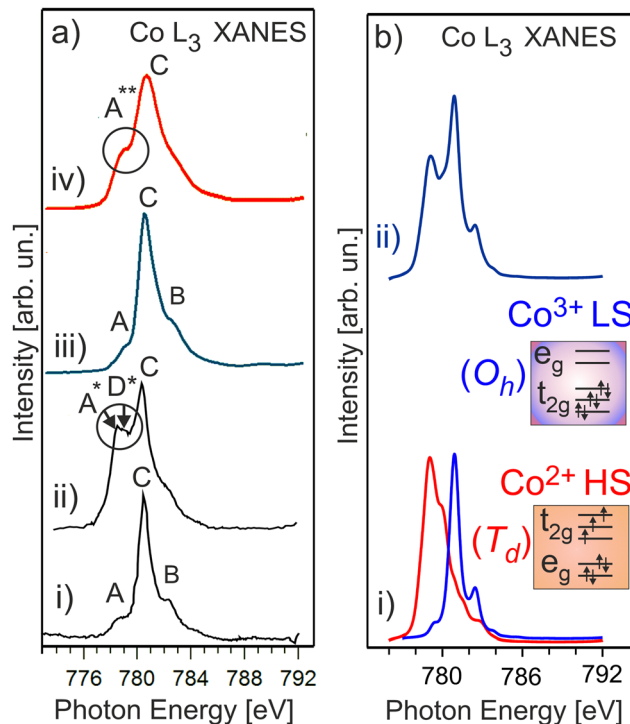 a) Co L3 XANES
C
A**
iv)
C
A B
iii)
A* D* C
ii)
C
A B
i)
Intensity [arb. un.]
776 780 784 788 792
Photon Energy [eV]
b) Co L3 XANES
ii)
Co3+ LS
(Oh)
eg
t2g
Co2+ HS
(Td)
t2g
eg
i)
Intensity [arb. un.]
780 786 792
Photon Energy [eV]